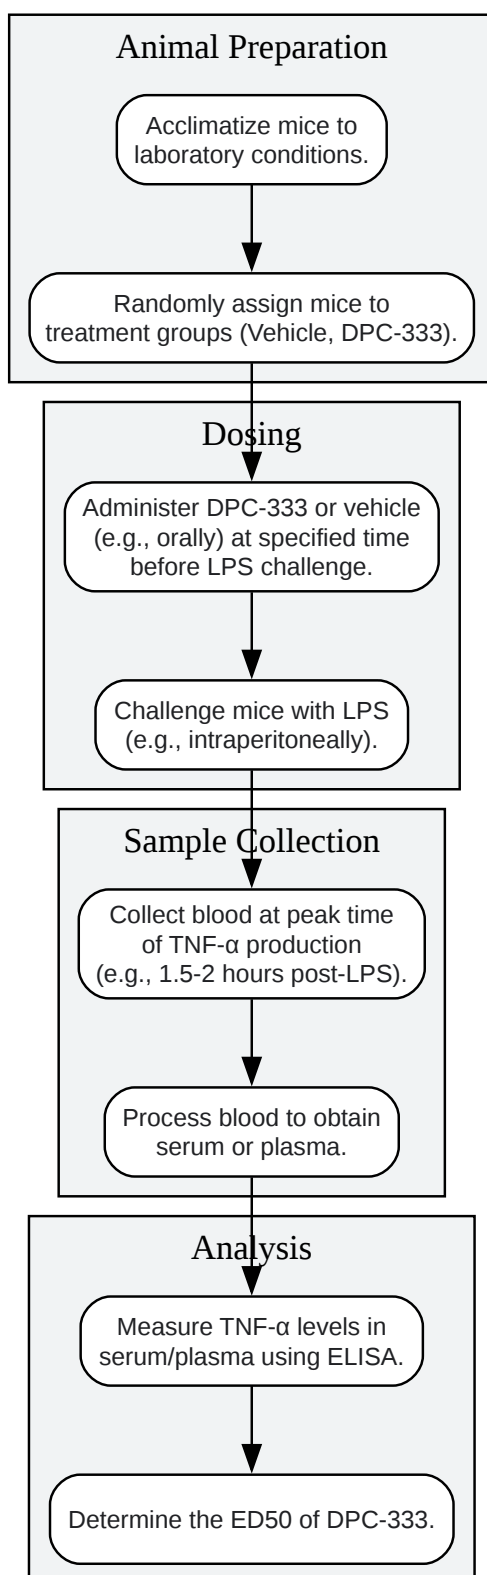 Animal Preparation
Acclimatize mice to
laboratory conditions.
Randomly assign mice to
treatment groups (Vehicle, DPC-333).
Dosing
Administer DPC-333 or vehicle
(e.g., orally) at specified time
before LPS challenge.
Challenge mice with LPS
(e.g., intraperitoneally).
Sample Collection
Collect blood at peak time
of TNF-α production
(e.g., 1.5-2 hours post-LPS).
Process blood to obtain
serum or plasma.
Analysis
Measure TNF-α levels in
serum/plasma using ELISA.
Determine the ED50 of DPC-333.